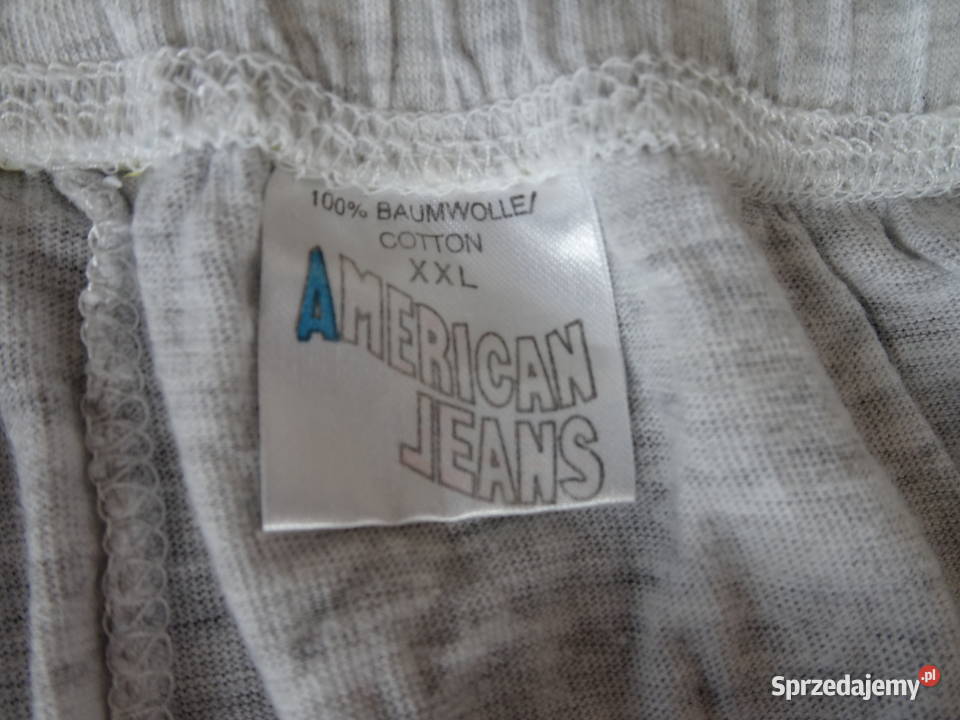 100% BAUMWOLLE/
COTTON
XXL
AMERICAN
JEANS
Sprzedajemy.pl